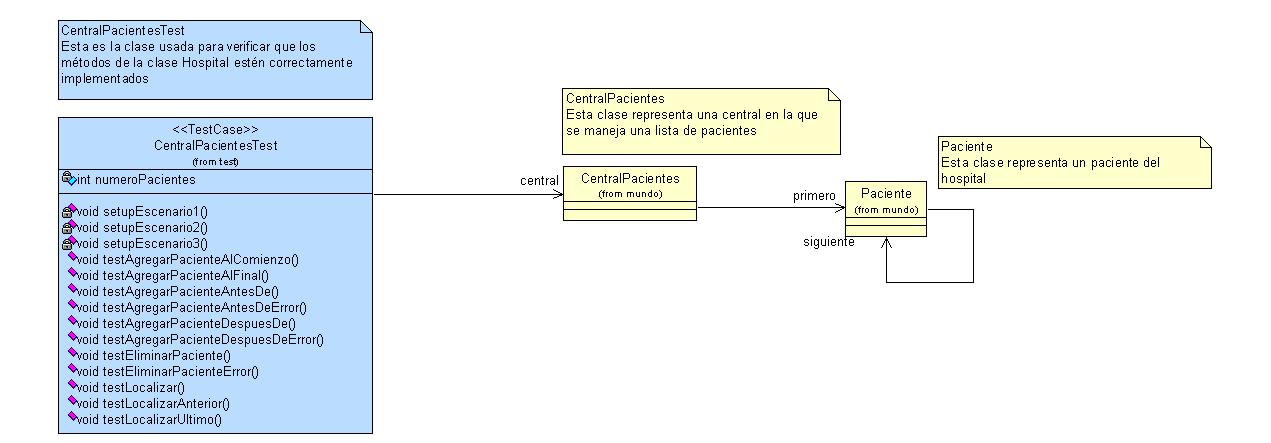 CentralPacientesTest
Esta es la clase usada para verificar que los
métodos de la clase Hospital estén correctamente
implementados
<<TestCase>>
CentralPacientesTest
(from test)
int numeroPacientes
void setupEscenario1()
void setupEscenario2()
void setupEscenario3()
void testAgregarPacienteAlComienzo()
void testAgregarPacienteAlFinal()
void testAgregarPacienteAntesDe()
void testAgregarPacienteAntesDeError()
void testAgregarPacienteDespuesDe()
void testAgregarPacienteDespuesDeError()
void testEliminarPaciente()
void testEliminarPacienteError()
void testLocalizar()
void testLocalizarAnterior()
void testLocalizarUltimo()
CentralPacientes
Esta clase representa una central en la que
se maneja una lista de pacientes
central
CentralPacientes
(from mundo)
Paciente
Esta clase representa un paciente del
hospital
primero
Paciente
(from mundo)
siguiente